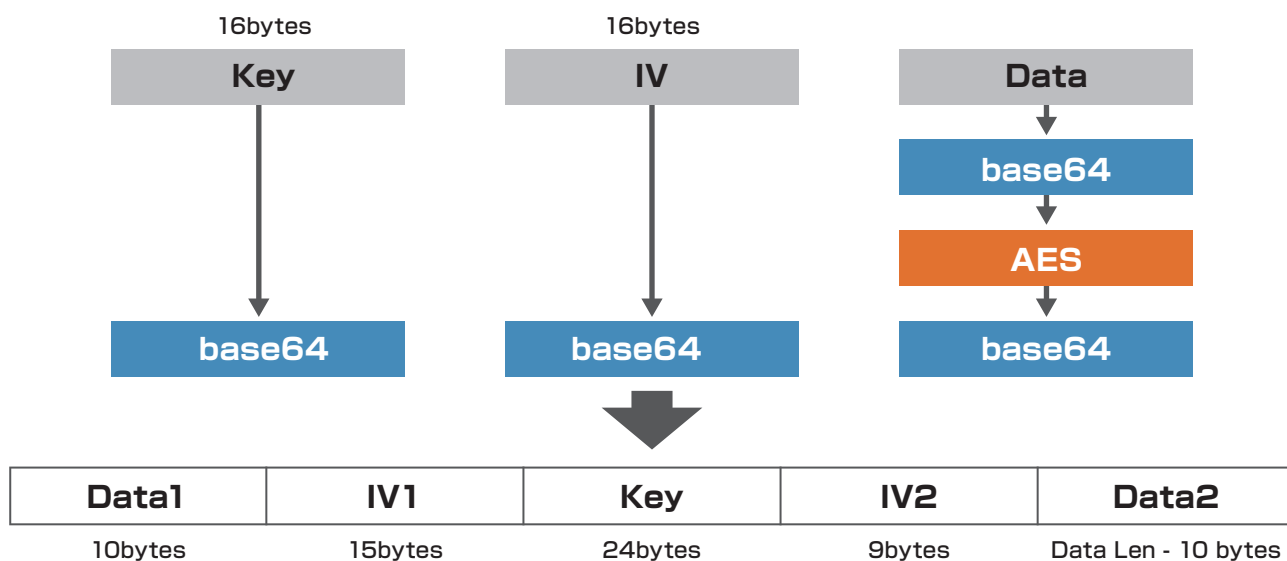 16bytes
16bytes
Key
IV
Data
base64
AES
base64
base64
base64
Data1
IV1
Key
IV2
Data2
10bytes
15bytes
24bytes
9bytes
Data Len - 10 bytes